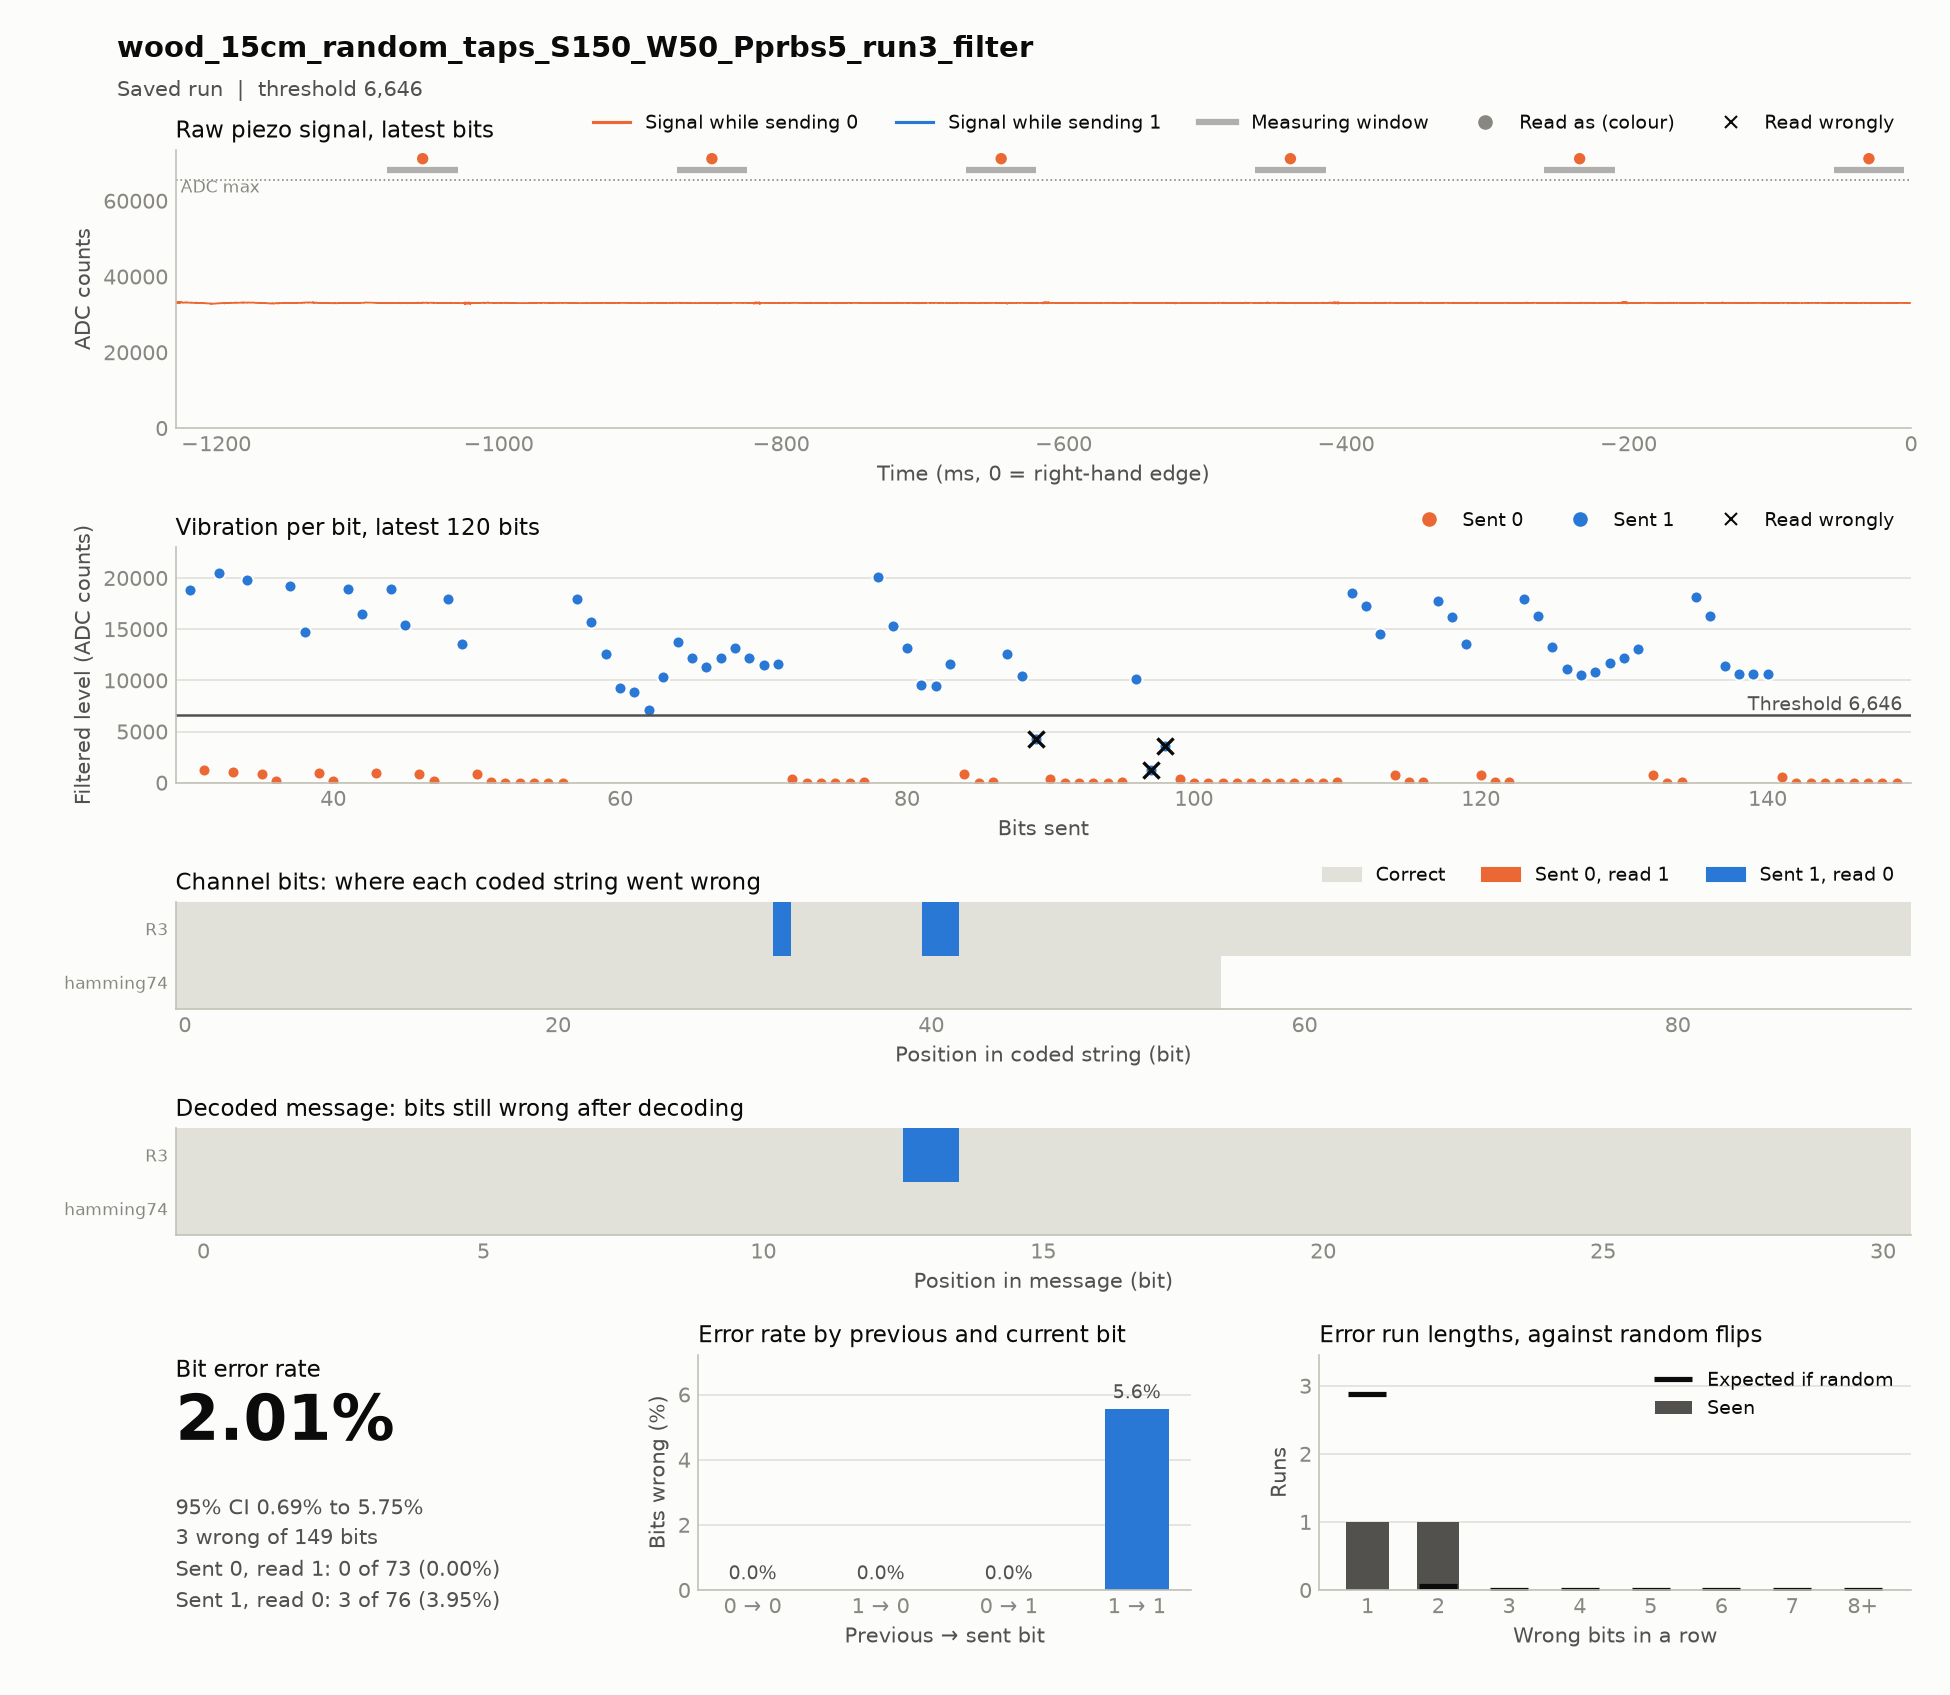 wood_15cm_random_taps_S150_W50_Pprbs5_run3_filter
Saved run | threshold 6,646
Raw piezo signal, latest bits
Signal while sending 0
Signal while sending 1
Measuring window
Read as (colour)
Read wrongly
ADC max
60000
40000
20000
0
ADC counts
−1200
−1000
−800
−600
−400
−200
0
Time (ms, 0 = right-hand edge)
Vibration per bit, latest 120 bits
Sent 0
Sent 1
Read wrongly
20000
15000
10000
5000
0
Filtered level (ADC counts)
Threshold 6,646
40
60
80
100
120
140
Bits sent
Channel bits: where each coded string went wrong
Correct
Sent 0, read 1
Sent 1, read 0
R3
hamming74
0
20
40
60
80
Position in coded string (bit)
Decoded message: bits still wrong after decoding
R3
hamming74
0
5
10
15
20
25
30
Position in message (bit)
Bit error rate
2.01%
95% CI 0.69% to 5.75%
3 wrong of 149 bits
Sent 0, read 1: 0 of 73 (0.00%)
Sent 1, read 0: 3 of 76 (3.95%)
Error rate by previous and current bit
6
4
2
0
Bits wrong (%)
0.0%
0.0%
0.0%
5.6%
0 → 0
1 → 0
0 → 1
1 → 1
Previous → sent bit
Error run lengths, against random flips
Expected if random
Seen
3
2
1
0
Runs
1
2
3
4
5
6
7
8+
Wrong bits in a row